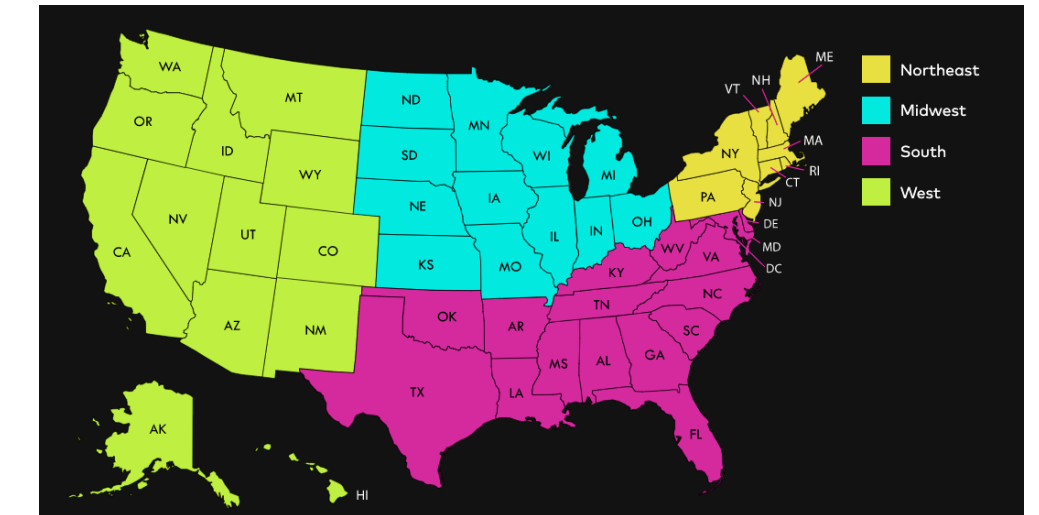 ME
NH
VT
WA
MT
ND
MN
OR
ID
SD
WI
MI
NY
MA
RI
CT
WY
IA
NE
PA
NJ
NV
UT
CO
IL
IN
OH
DE
WV
MD
VA
DC
CA
KS
MO
KY
NC
TN
AZ
NM
OK
AR
SC
MS
AL
GA
TX
LA
FL
AK
HI
Northeast
Midwest
South
West